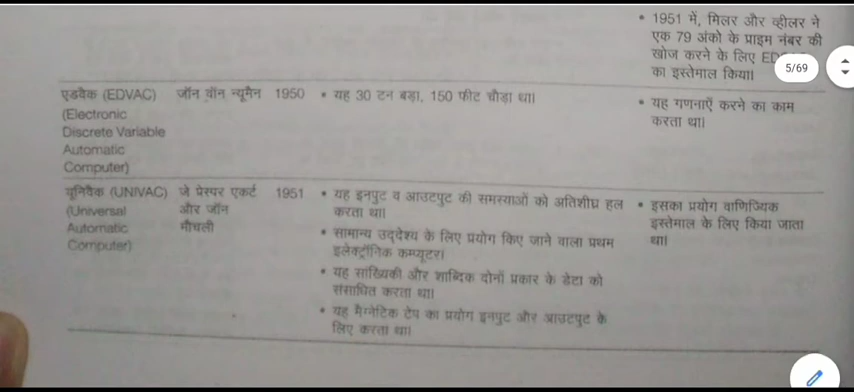 • 1951 में, मिलर और व्हीलर ने
एक 79 अंको के प्राइम नंबर की
खोज करने के लिए
का इस्तेमाल किया।
5/69
एडवैक (EDVAC) जॉन वॉन न्यूमैन 1950 • यह 30 टन बड़ा, 150 फीट चौड़ा था। • यह गणनाएँ करने का काम
(Electronic करता था।
Discrete Variable
Automatic
Computer)
यूनिवैक (UNIVAC) जे प्रेस्पर एकर्ट 1951 • यह इनपुट व आउटपुट की समस्याओं को अतिशीघ्र हल • इसका प्रयोग वाणिज्यिक
(Universal और जॉन करता था। इस्तेमाल के लिए किया जाता
Automatic मौचली • सामान्य उद्देश्य के लिए प्रयोग किए जाने वाला प्रथम था।
Computer) इलेक्ट्रॉनिक कम्प्यूटर।
• यह सांख्यिकी और शाब्दिक दोनों प्रकार के डेटा को
संसाधित करता था।
• यह मैग्नेटिक टेप का प्रयोग इनपुट और आउटपुट के
लिए करता था।